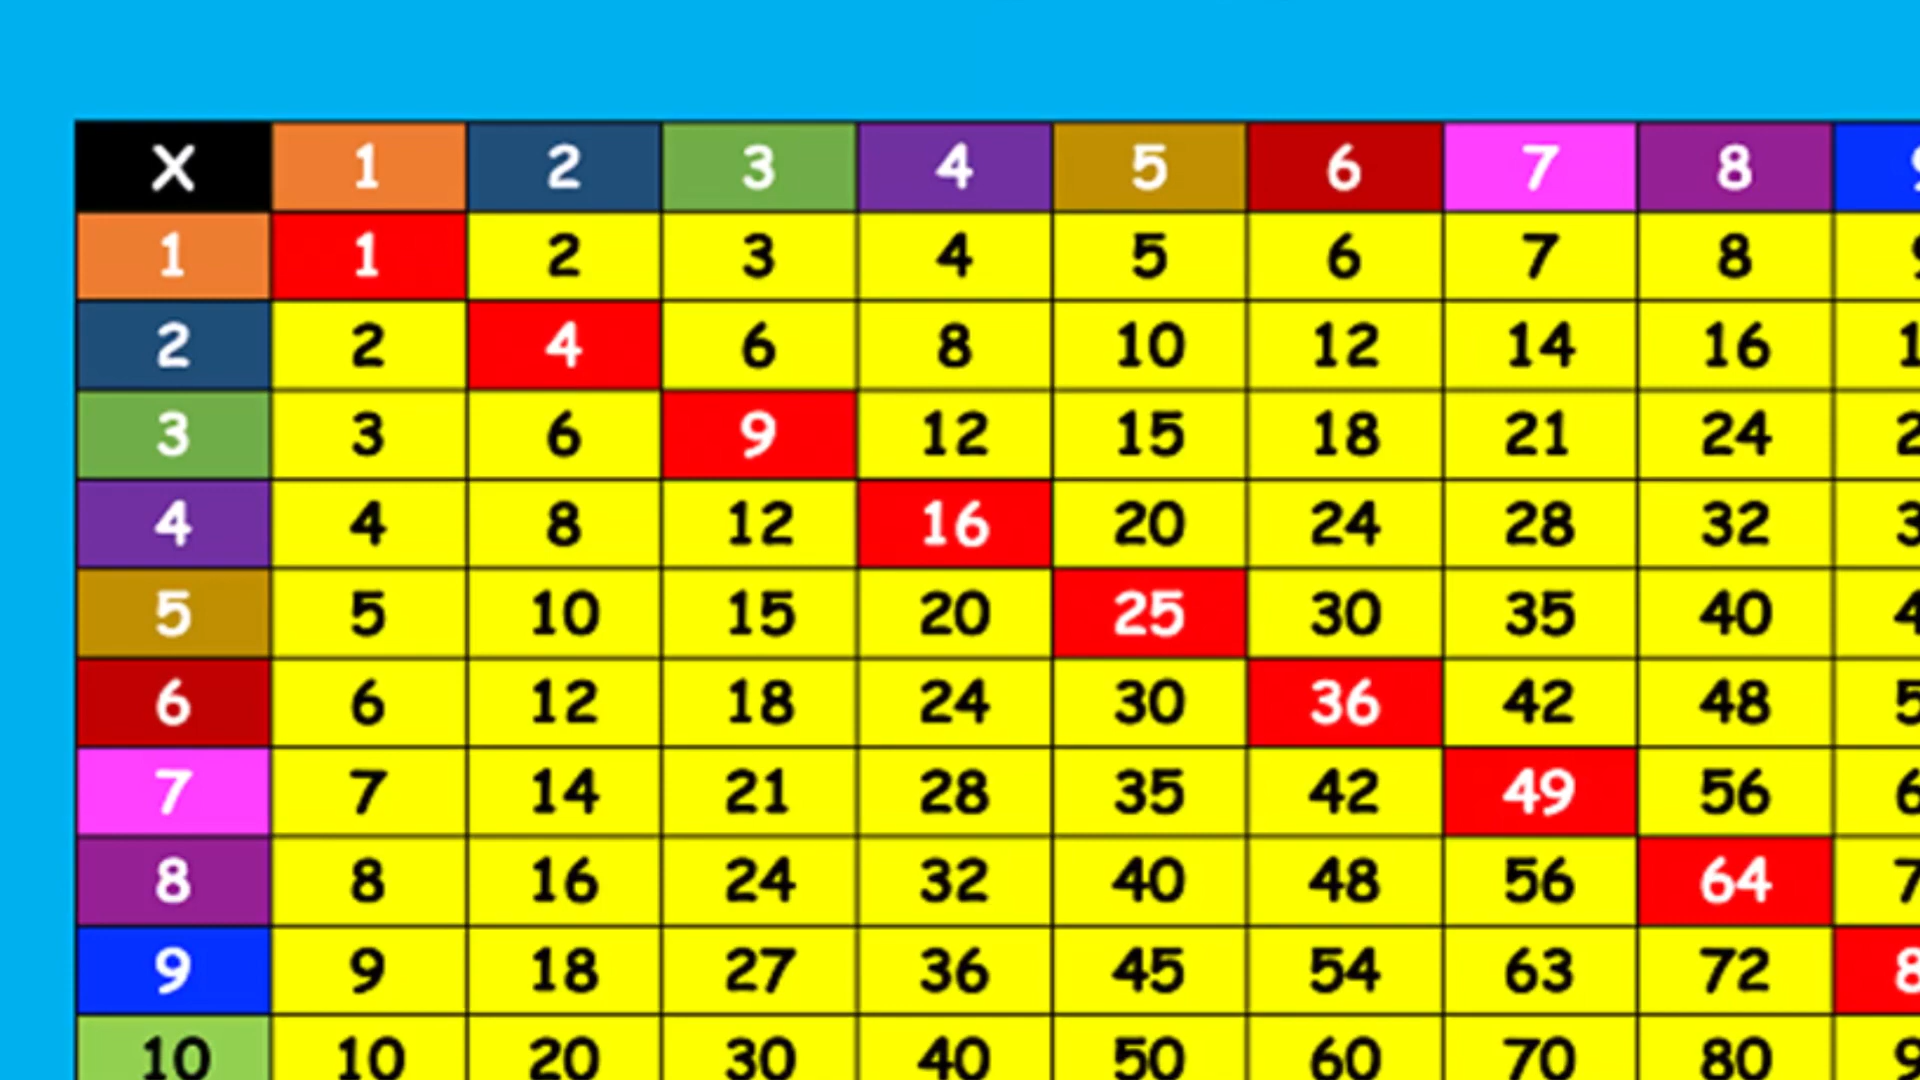 X 1 2 3 4 5 6 7 8
1 1 2 3 4 5 6 7 8
2 2 4 6 8 10 12 14 16
3 3 6 9 12 15 18 21 24
4 4 8 12 16 20 24 28 32
5 5 10 15 20 25 30 35 40
6 6 12 18 24 30 36 42 48
7 7 14 21 28 35 42 49 56
8 8 16 24 32 40 48 56 64
9 9 18 27 36 45 54 63 72
10 10 20 30 40 50 60 70 80